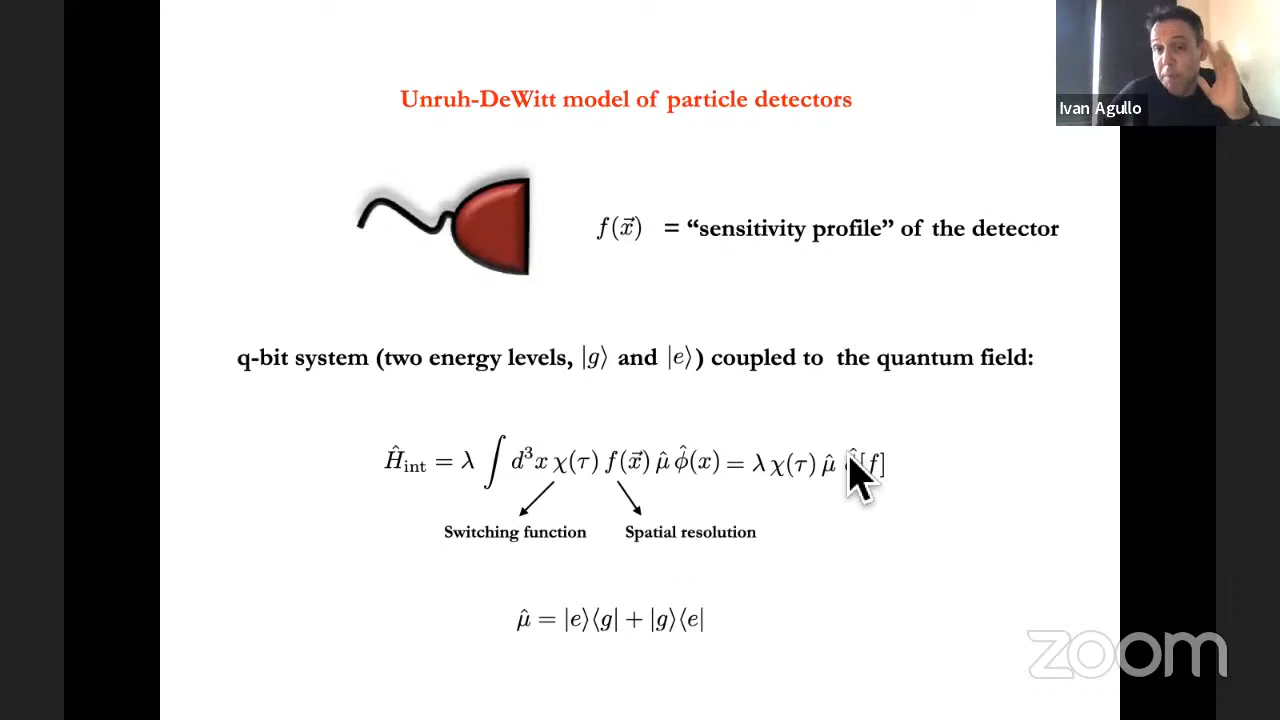 Unruh-DeWitt model of particle detectors
Ivan Agullo
f(x⃗) = “sensitivity profile” of the detector
q-bit system (two energy levels, |g⟩ and |e⟩) coupled to the quantum field:
Ĥ_int = λ ∫ d³x χ(τ) f(x⃗) μ̂ ϕ̂(x) = λ χ(τ) μ̂ [f]
Switching function Spatial resolution
μ̂ = |e⟩⟨g| + |g⟩⟨e|
zoom